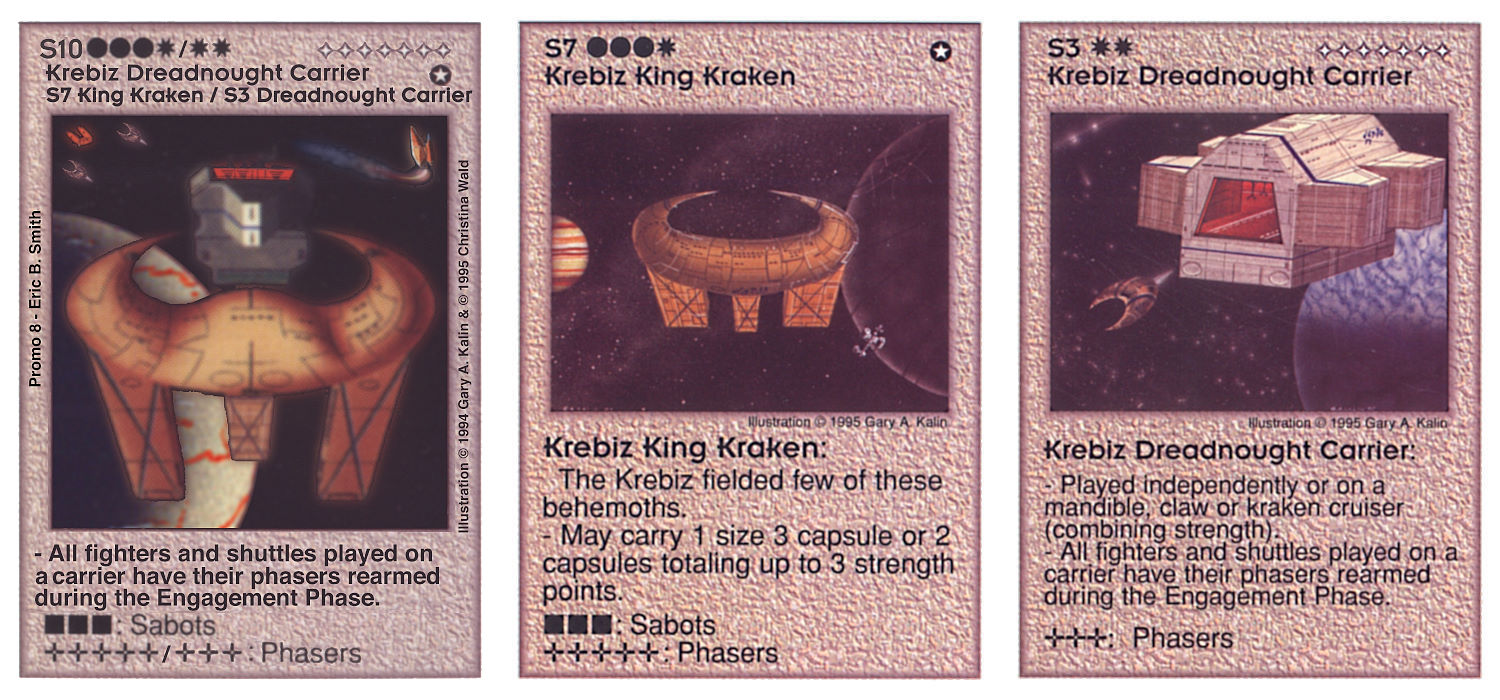 S10 /
Krebiz Dreadnought Carrier
S7 King Kraken / S3 Dreadnought Carrier
Promo 8 - Eric B. Smith
Illustration © 1994 Gary A. Kalin & © 1995 Christina Wald
- All fighters and shuttles played on
a carrier have their phasers rearmed
during the Engagement Phase.
: Sabots
/ : Phasers
S7
Krebiz King Kraken
Illustration © 1995 Gary A. Kalin
Krebiz King Kraken:
The Krebiz fielded few of these
behemoths.
- May carry 1 size 3 capsule or 2
capsules totaling up to 3 strength
points.
: Sabots
: Phasers
S3
Krebiz Dreadnought Carrier
Illustration © 1995 Gary A. Kalin
Krebiz Dreadnought Carrier:
- Played independently or on a
mandible, claw or kraken cruiser
(combining strength).
- All fighters and shuttles played on a
carrier have their phasers rearmed
during the Engagement Phase.
: Phasers